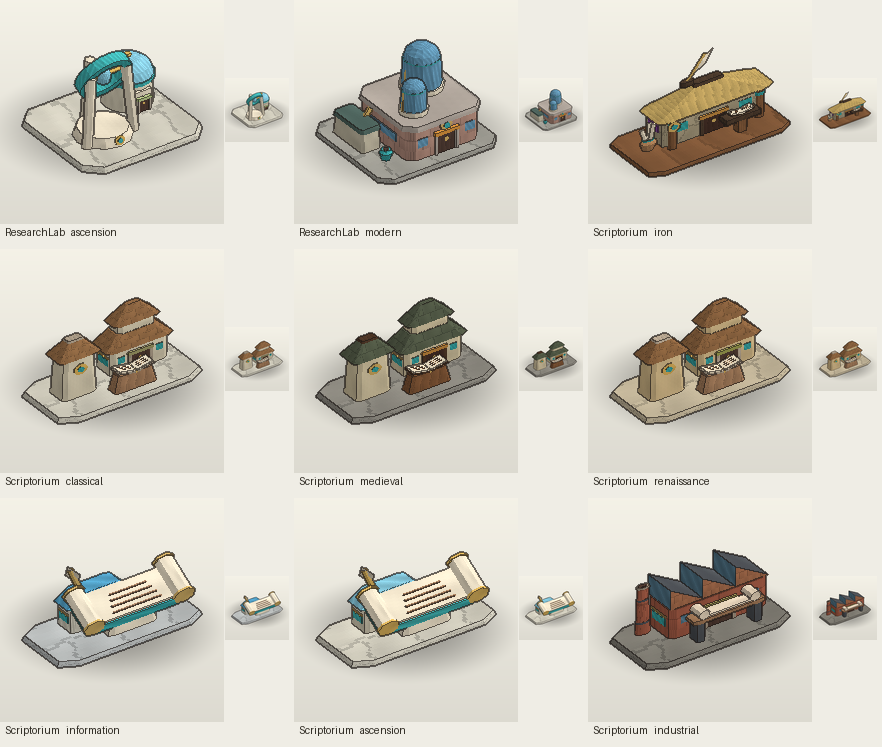 ResearchLab ascension
ResearchLab modern
Scriptorium iron
Scriptorium classical
Scriptorium medieval
Scriptorium renaissance
Scriptorium information
Scriptorium ascension
Scriptorium industrial